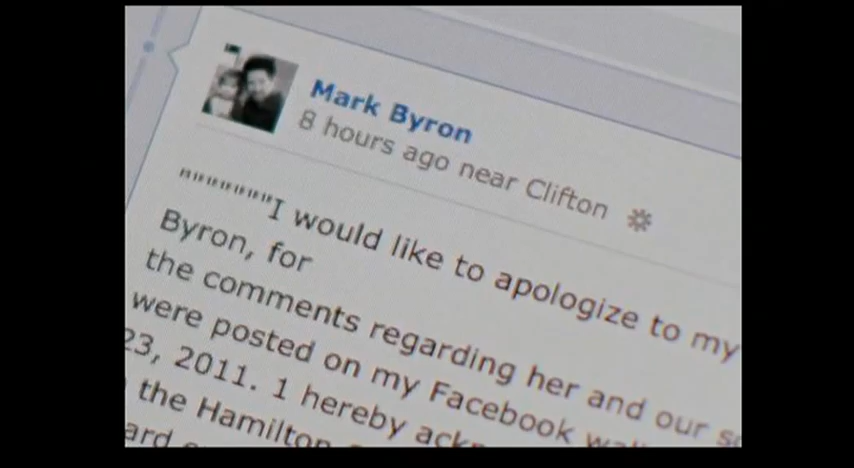 Mark Byron
8 hours ago near Clifton
"""""""I would like to apologize to my
Byron, for
the comments regarding her and our
were posted on my Facebook
23, 2011. 1 hereby
the Hamilton